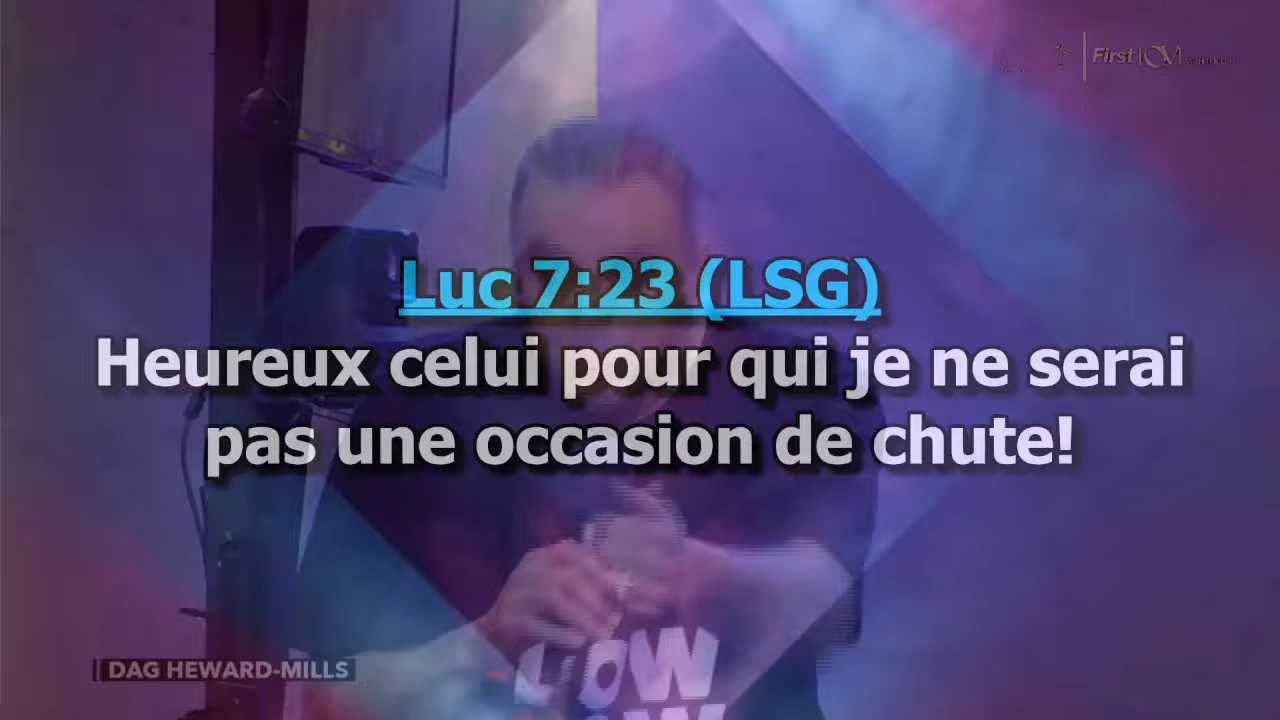 First
Luc 7:23 (LSG)
Heureux celui pour qui je ne serai
pas une occasion de chute!
DAG HEWARD-MILLS